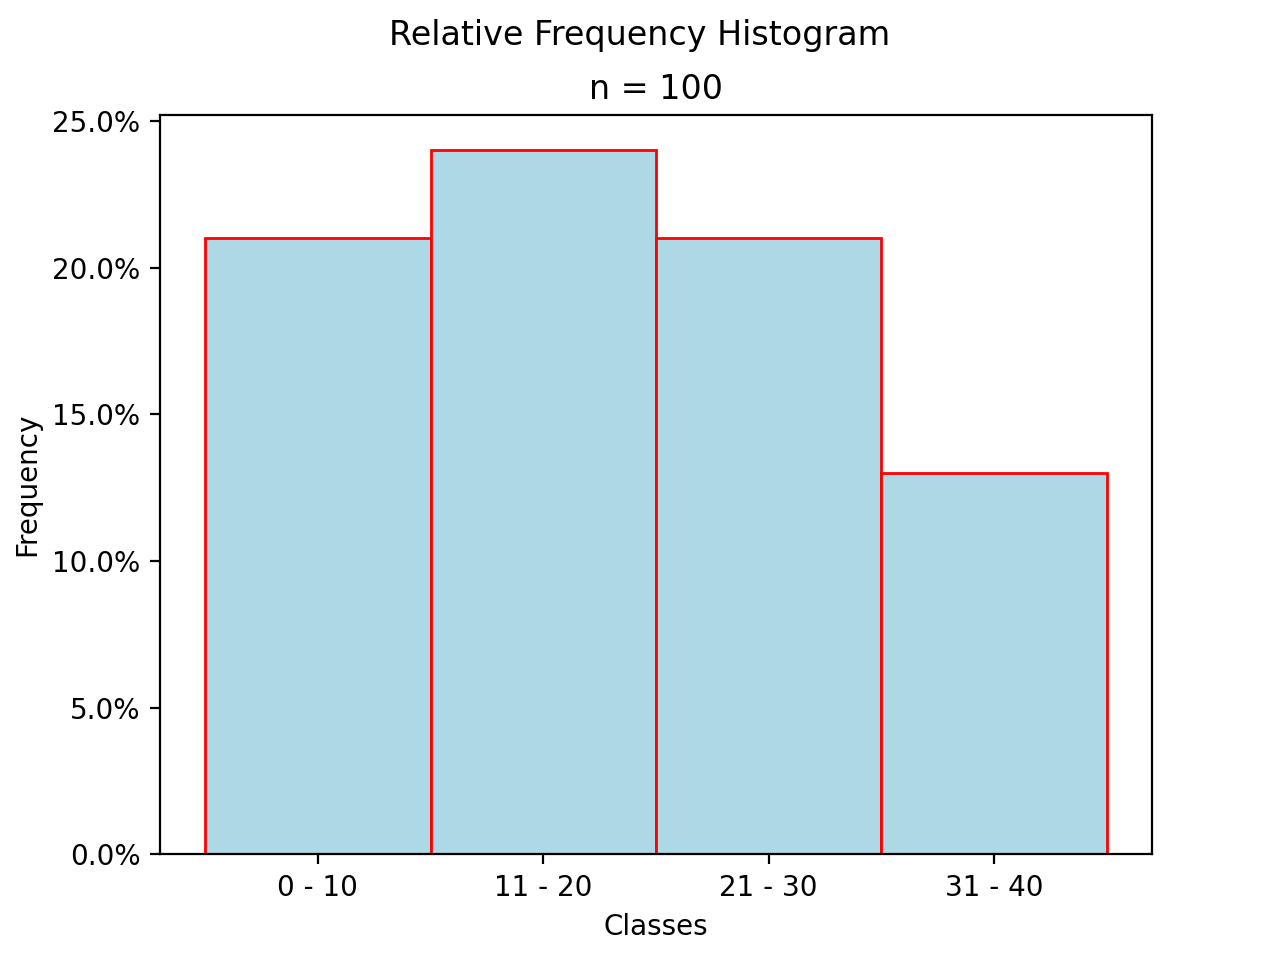 Relative Frequency Histogram
n = 100
25.0%
20.0%
15.0%
10.0%
5.0%
0.0%
Frequency
0 - 10
11 - 20
21 - 30
31 - 40
Classes